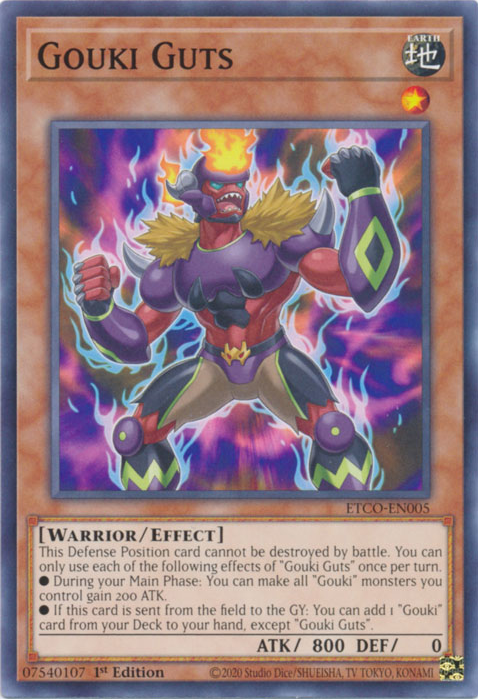 GOUKI GUTS
EARTH
地
ETCO-EN005
[WARRIOR/EFFECT]
This Defense Position card cannot be destroyed by battle. You can
only use each of the following effects of "Gouki Guts" once per turn.
● During your Main Phase: You can make all "Gouki" monsters you
control gain 200 ATK.
● If this card is sent from the field to the GY: You can add 1 "Gouki"
card from your Deck to your hand, except "Gouki Guts".
ATK/ 800 DEF/ 0
07540107 1st Edition ©2020 Studio Dice/SHUEISHA, TV TOKYO, KONAMI